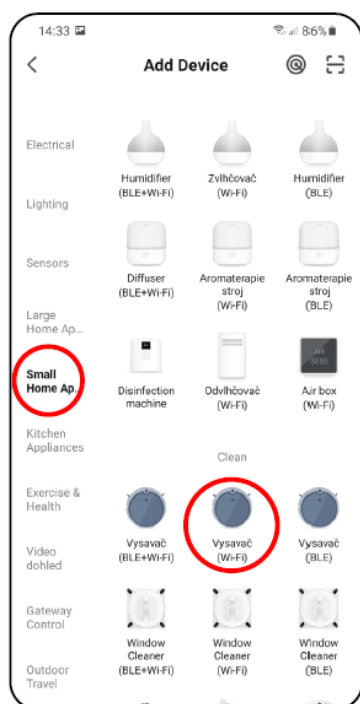 14:33 86%
Add Device
Electrical
Lighting
Sensors
Large
Home Ap...
Small
Home Ap..
Kitchen
Appliances
Exercise &
Health
Video
dohled
Gateway
Control
Outdoor
Travel
Humidifier
(BLE+Wi-Fi)
Zvlhčovač
(Wi-Fi)
Humidifier
(BLE)
Diffuser
(BLE+Wi-Fi)
Aromaterapie
stroj
(Wi-Fi)
Aromaterapie
stroj
(BLE)
Disinfection
machine
Odvlhčovač
(Wi-Fi)
Air box
(Wi-Fi)
Clean
Vysavač
(BLE+Wi-Fi)
Vysavač
(Wi-Fi)
Vysavač
(BLE)
Window
Cleaner
(BLE+Wi-Fi)
Window
Cleaner
(Wi-Fi)
Window
Cleaner
(BLE)